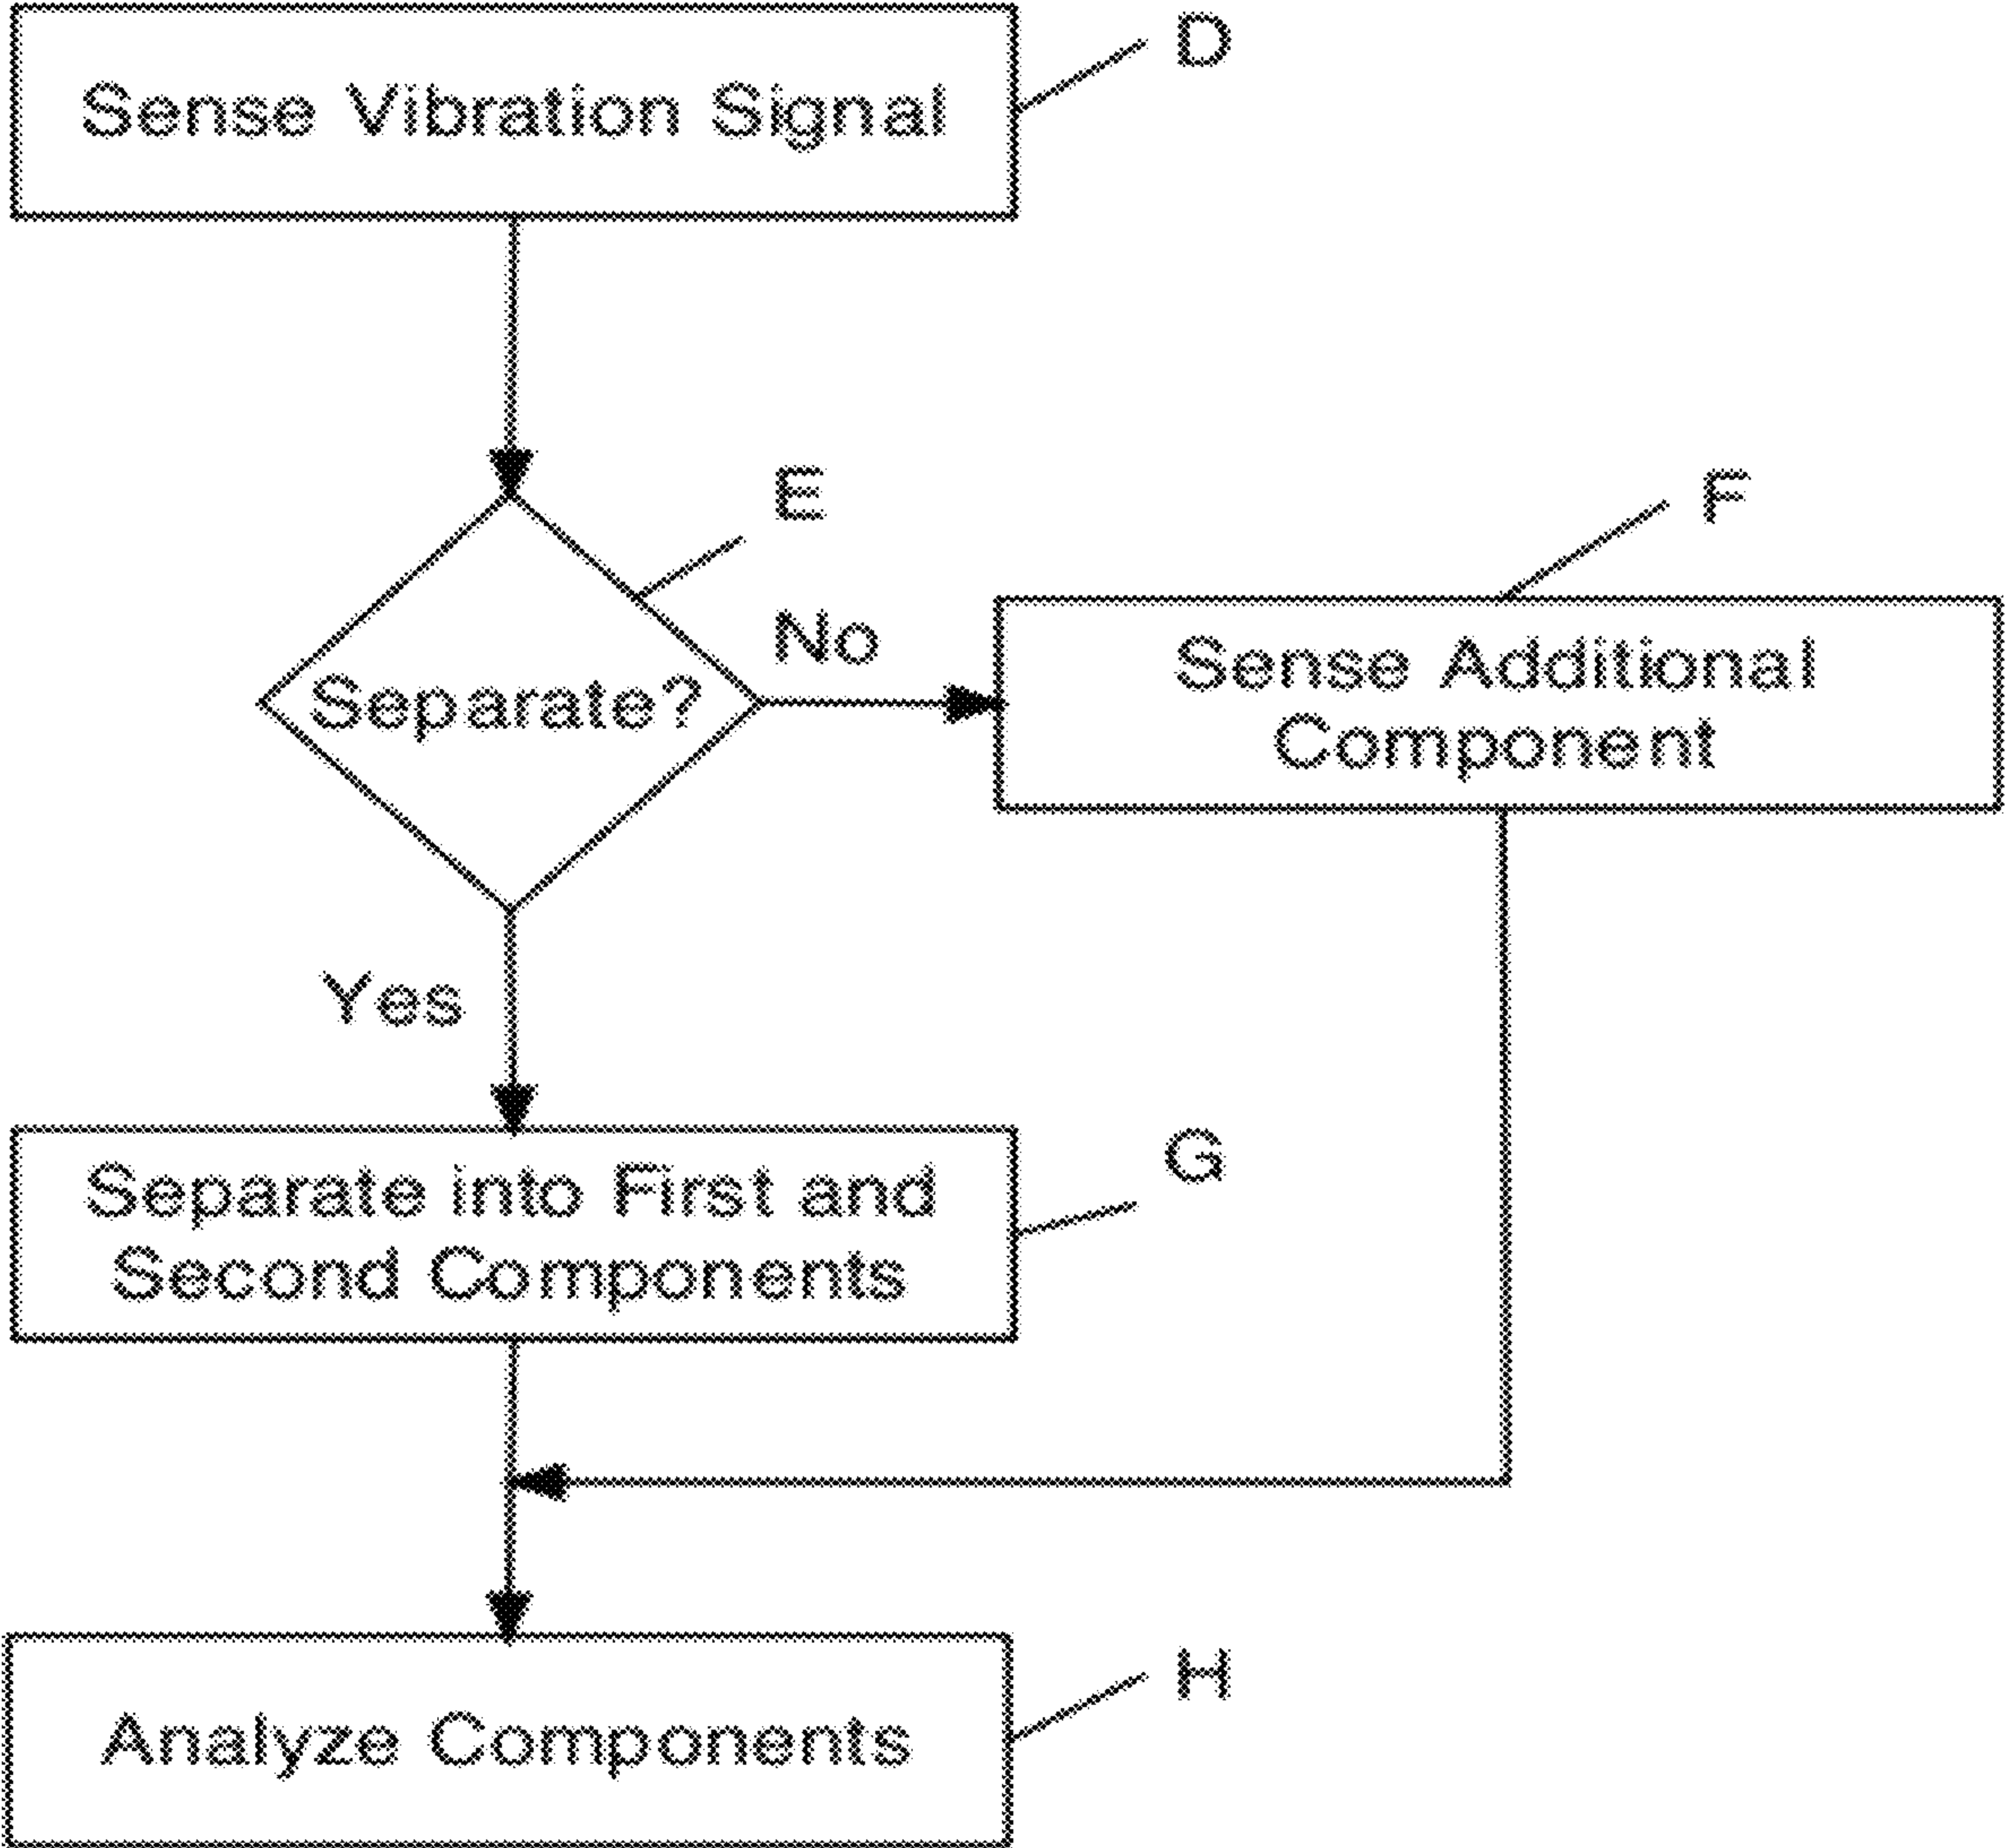 Sense Vibration Signal
D
E
F
No
Separate?
Sense Additional
Component
Yes
G
Separate into First and
Second Components
H
Analyze Components